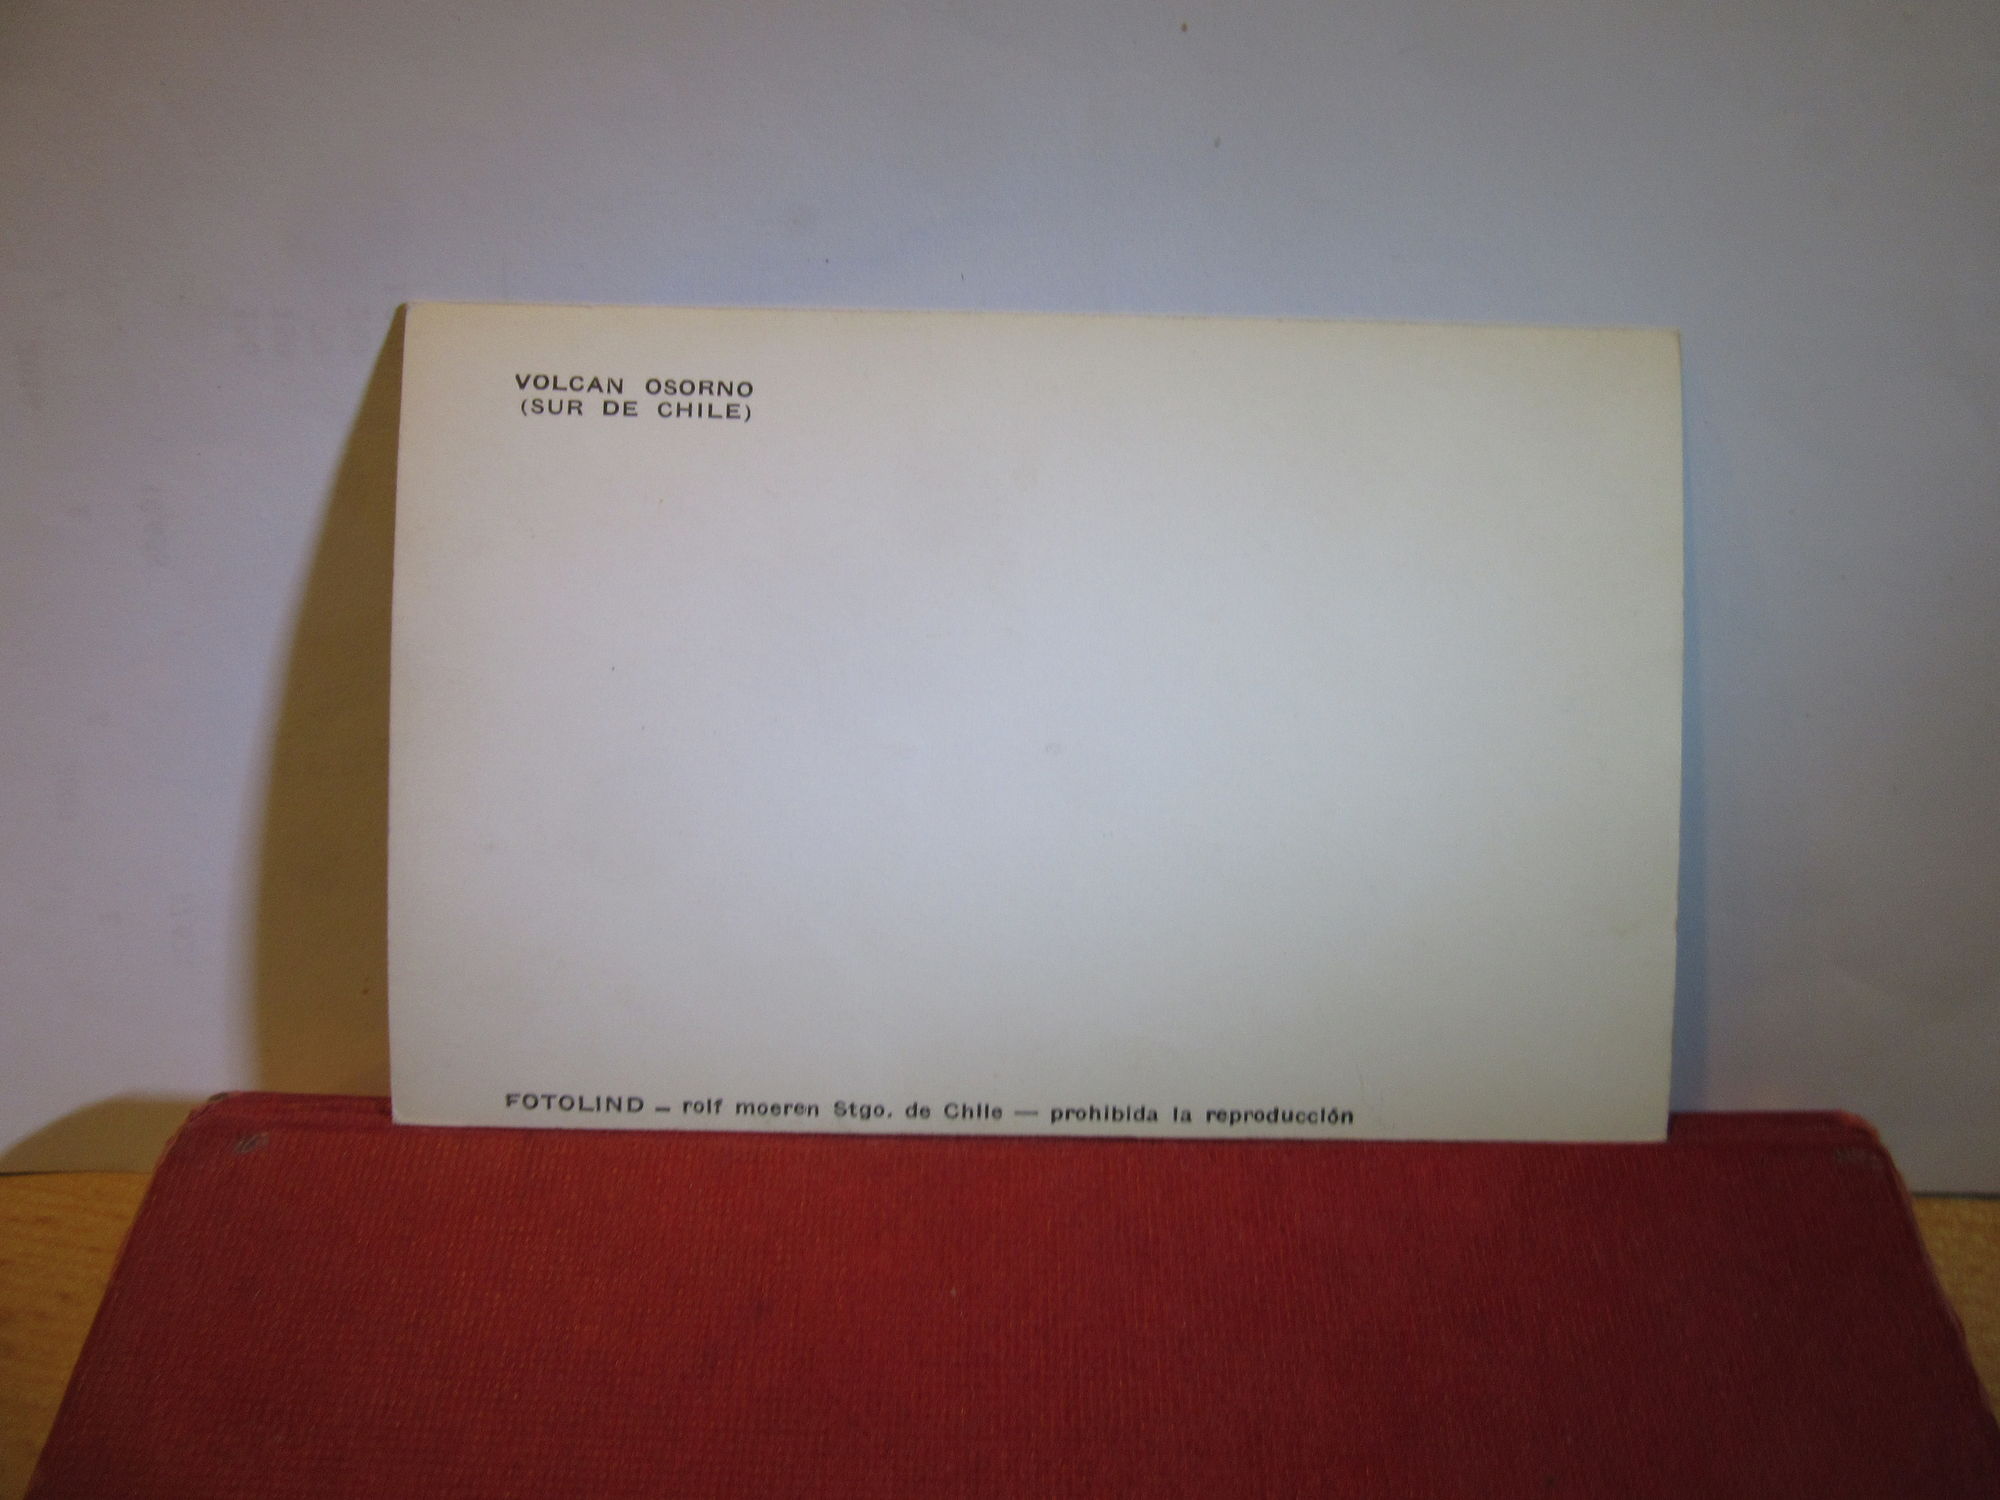 VOLCAN OSORNO
(SUR DE CHILE)
FOTOLIND — rolf moeren Stgo. de Chile — prohibida la reproducción